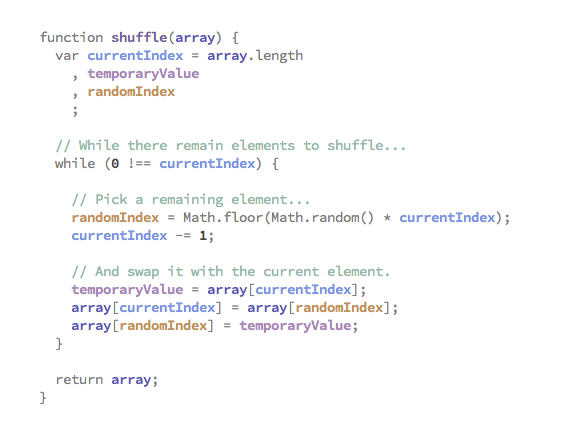 function shuffle(array) {
  var currentIndex = array.length
    , temporaryValue
    , randomIndex
    ;

  // While there remain elements to shuffle...
  while (0 !== currentIndex) {

    // Pick a remaining element...
    randomIndex = Math.floor(Math.random() * currentIndex);
    currentIndex -= 1;

    // And swap it with the current element.
    temporaryValue = array[currentIndex];
    array[currentIndex] = array[randomIndex];
    array[randomIndex] = temporaryValue;
  }

  return array;
}